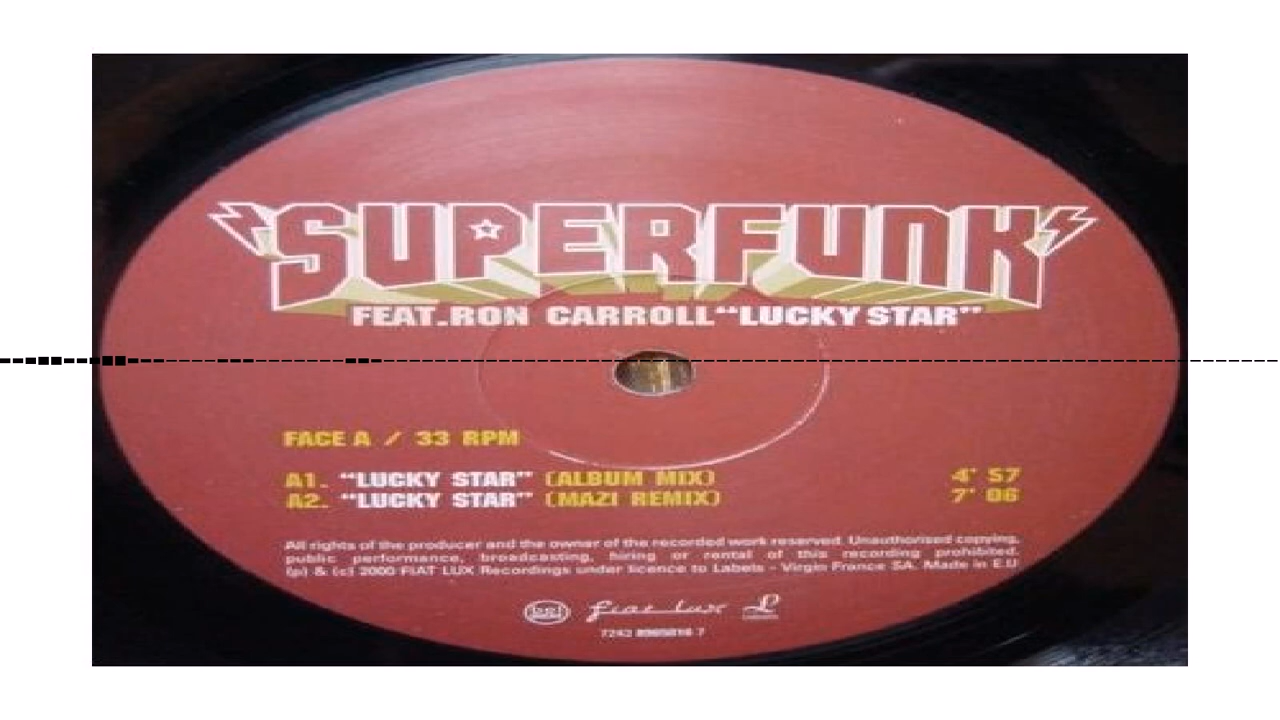 SUPERFUNK
FEAT. RON CARROLL "LUCKY STAR"
FACE A / 33 RPM
A1. "LUCKY STAR" (ALBUM MIX) 4' 57
A2. "LUCKY STAR" (MAZI REMIX) 7' 06
All rights of the producer and the owner of the recorded work reserved. Unauthorised copying,
public performance, broadcasting, hiring or rental of this recording prohibited.
(p) & (c) 2000 FIAT LUX Recordings under licence to Labels - Virgin France SA. Made in E.U
fiat lux
7243